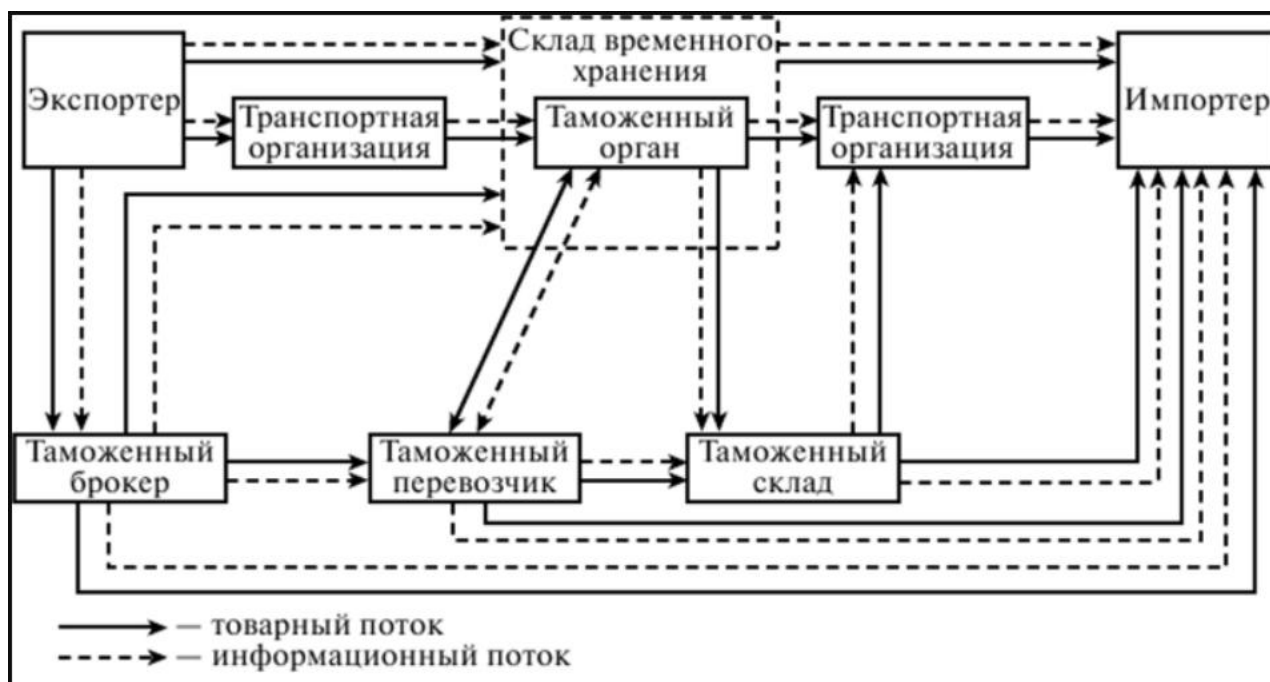 Склад временного
хранения
Экспортер
Транспортная
организация
Таможенный
орган
Транспортная
организация
Импортер
Таможенный
брокер
Таможенный
перевозчик
Таможенный
склад
— товарный поток
— информационный поток